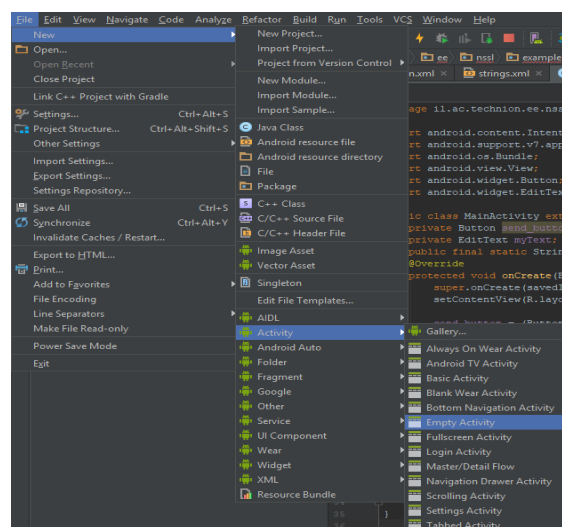 File Edit View Navigate Code Analyze Refactor Build Run Tools VCS Window Help
New
Open...
Open Recent
Close Project
Link C++ Project with Gradle
Settings... Ctrl+Alt+S
Project Structure... Ctrl+Alt+Shift+S
Other Settings
Import Settings...
Export Settings...
Settings Repository...
Save All Ctrl+S
Synchronize Ctrl+Alt+Y
Invalidate Caches / Restart...
Export to HTML...
Print...
Add to Favorites
File Encoding
Line Separators
Make File Read-only
Power Save Mode
Exit
New Project...
Import Project...
Project from Version Control
New Module...
Import Module...
Import Sample...
Java Class
Android resource file
Android resource directory
File
Package
C++ Class
C/C++ Source File
C/C++ Header File
Image Asset
Vector Asset
Singleton
Edit File Templates...
AIDL
Activity
Android Auto
Folder
Fragment
Google
Other
Service
UI Component
Wear
Widget
XML
Resource Bundle
Gallery...
Always On Wear Activity
Android TV Activity
Basic Activity
Blank Wear Activity
Bottom Navigation Activity
Empty Activity
Fullscreen Activity
Login Activity
Master/Detail Flow
Navigation Drawer Activity
Scrolling Activity
Settings Activity
Tabbed Activity
ee nssl example
n.xml strings.xml
age il.ac.technion.ee.nss
rt android.content.Intent
rt android.support.v7.app
rt android.os.Bundle;
rt android.view.View;
rt android.widget.Button;
rt android.widget.EditTex
ic class MainActivity ext
private Button send_butto
private EditText myText;
public final static Strin
@Override
protected void onCreate(B
super.onCreate(savedI
setContentView(R.layo
send_button = (Button
35 }
36